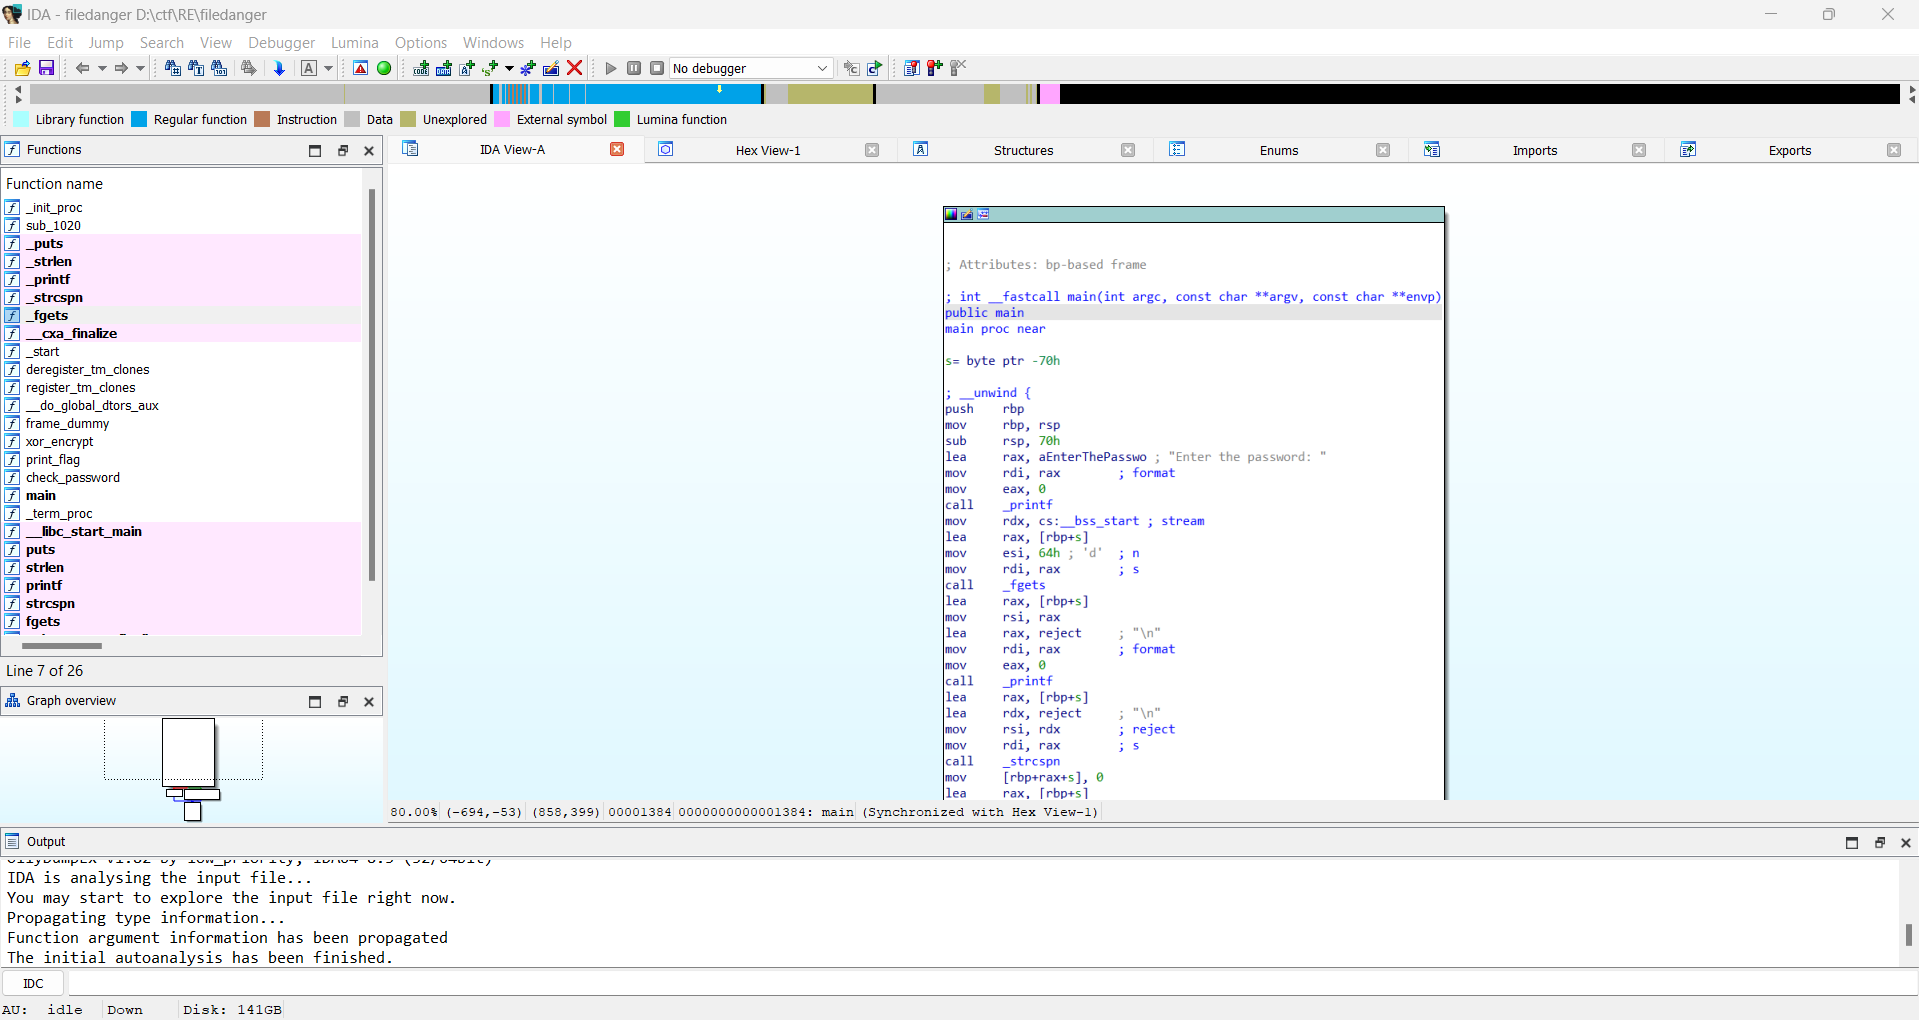 IDA - filedanger D:\ctf\RE\filedanger
File Edit Jump Search View Debugger Lumina Options Windows Help
No debugger
Library function Regular function Instruction Data Unexplored External symbol Lumina function
Functions
IDA View-A Hex View-1 Structures Enums Imports Exports
Function name
_init_proc
sub_1020
_puts
_strlen
_printf
_strcspn
_fgets
__cxa_finalize
_start
deregister_tm_clones
register_tm_clones
__do_global_dtors_aux
frame_dummy
xor_encrypt
print_flag
check_password
main
_term_proc
__libc_start_main
puts
strlen
printf
strcspn
fgets
Line 7 of 26
Graph overview
; Attributes: bp-based frame
; int __fastcall main(int argc, const char **argv, const char **envp)
public main
main proc near
s= byte ptr -70h
; __unwind {
push rbp
mov rbp, rsp
sub rsp, 70h
lea rax, aEnterThePasswo ; "Enter the password: "
mov rdi, rax ; format
mov eax, 0
call _printf
mov rdx, cs:__bss_start ; stream
lea rax, [rbp+s]
mov esi, 64h ; 'd' ; n
mov rdi, rax ; s
call _fgets
lea rax, [rbp+s]
mov rsi, rax
lea rax, reject ; "\n"
mov rdi, rax ; format
mov eax, 0
call _printf
lea rax, [rbp+s]
lea rdx, reject ; "\n"
mov rsi, rdx ; reject
mov rdi, rax ; s
call _strcspn
mov [rbp+rax+s], 0
lea rax, [rbp+s]
80.00% (-694,-53) (858,399) 00001384 0000000000001384: main (Synchronized with Hex View-1)
Output
IDA is analysing the input file...
You may start to explore the input file right now.
Propagating type information...
Function argument information has been propagated
The initial autoanalysis has been finished.
IDC
AU: idle Down Disk: 141GB